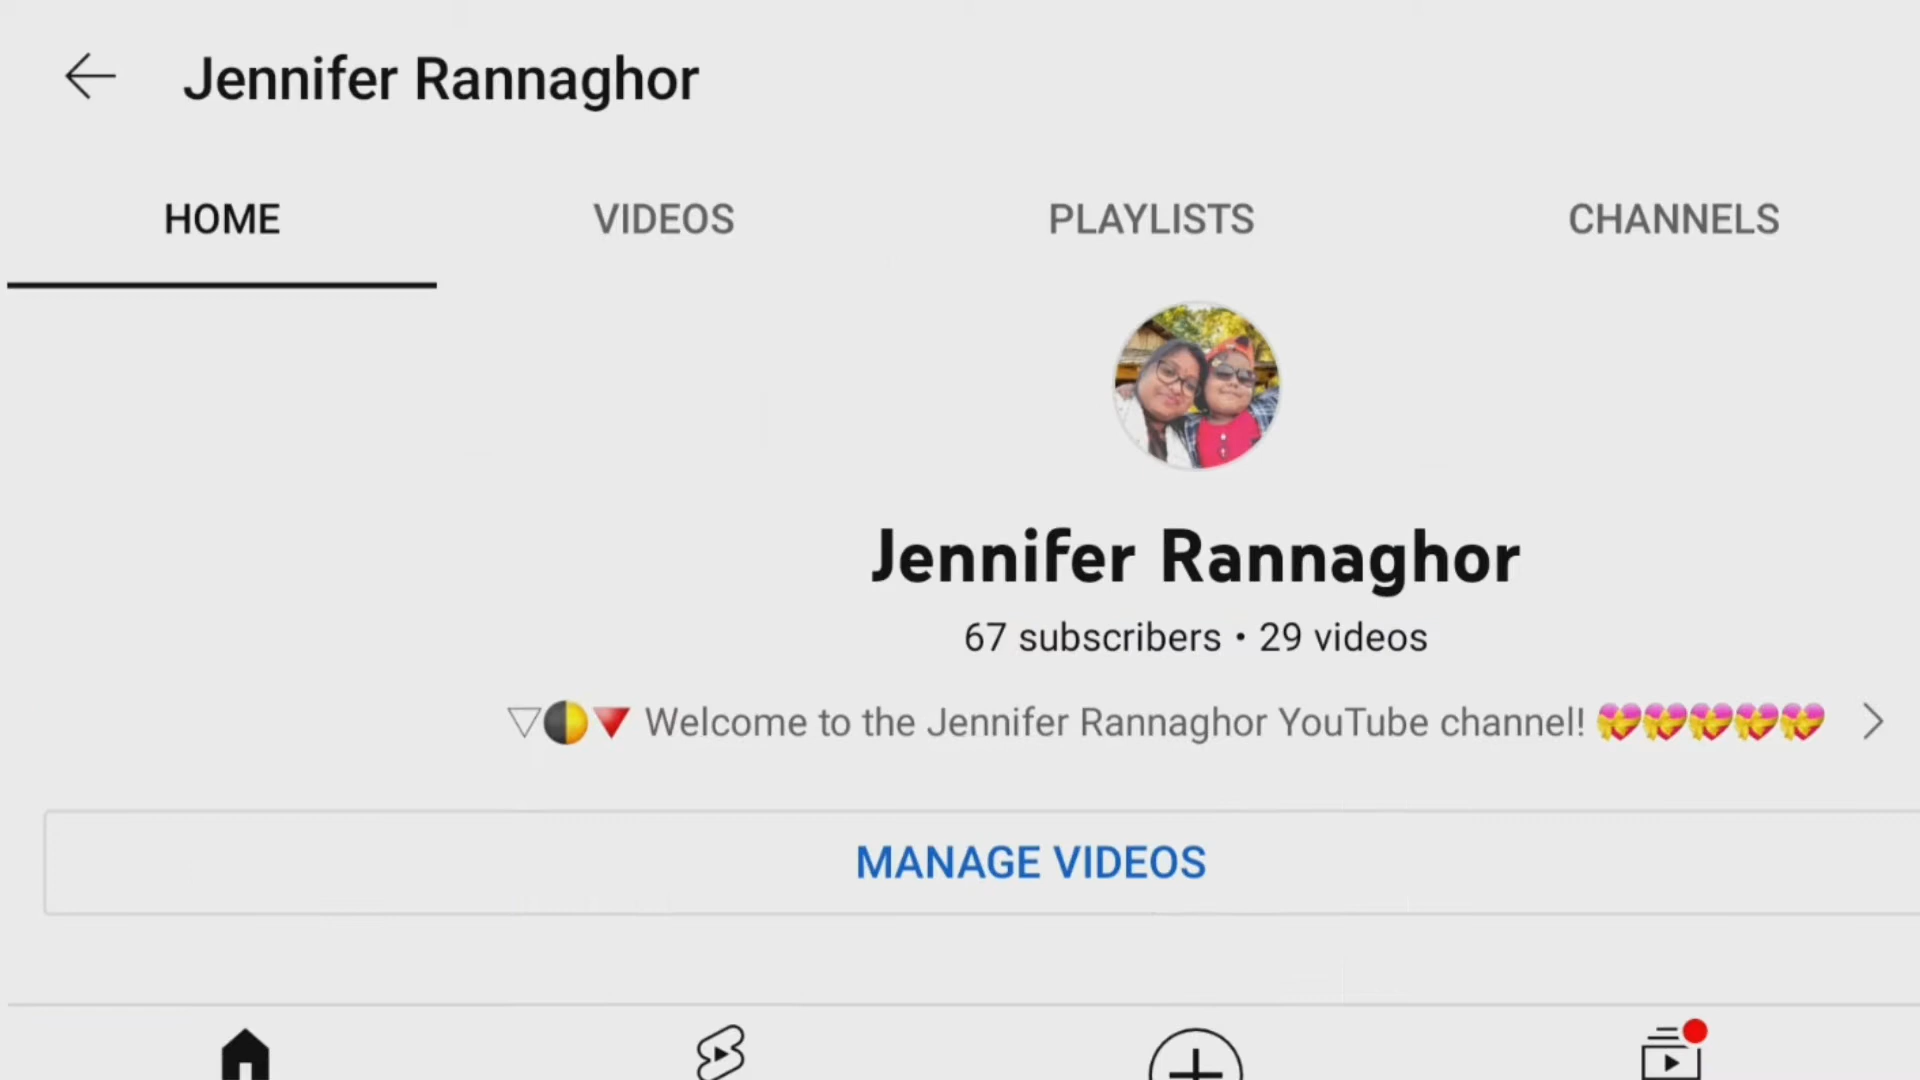 Jennifer Rannaghor
HOME VIDEOS PLAYLISTS CHANNELS
Jennifer Rannaghor
67 subscribers • 29 videos
▽🌗🔻 Welcome to the Jennifer Rannaghor YouTube channel! 💝💝💝💝💝
MANAGE VIDEOS